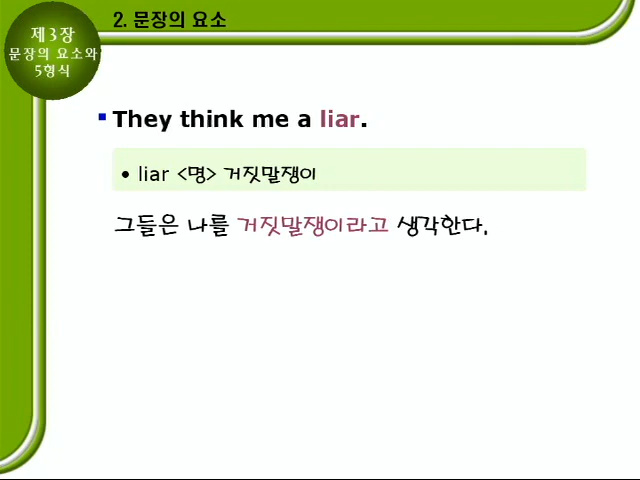 제3장
문장의 요소와
5형식
2. 문장의 요소
They think me a liar.
• liar <명> 거짓말쟁이
그들은 나를 거짓말쟁이라고 생각한다.